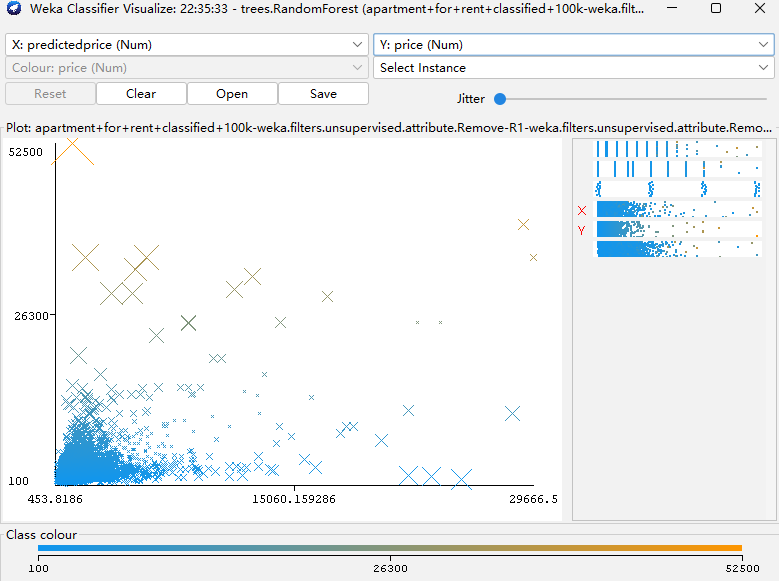 Weka Classifier Visualize: 22:35:33 - trees.RandomForest (apartment+for+rent+classified+100k-weka.filt...
X: predictedprice (Num)
Y: price (Num)
Colour: price (Num)
Select Instance
Reset
Clear
Open
Save
Jitter
Plot: apartment+for+rent+classified+100k-weka.filters.unsupervised.attribute.Remove-R1-weka.filters.unsupervised.attribute.Remo...
52500
26300
100
453.8186
15060.159286
29666.5
X
Y
Class colour
100
26300
52500